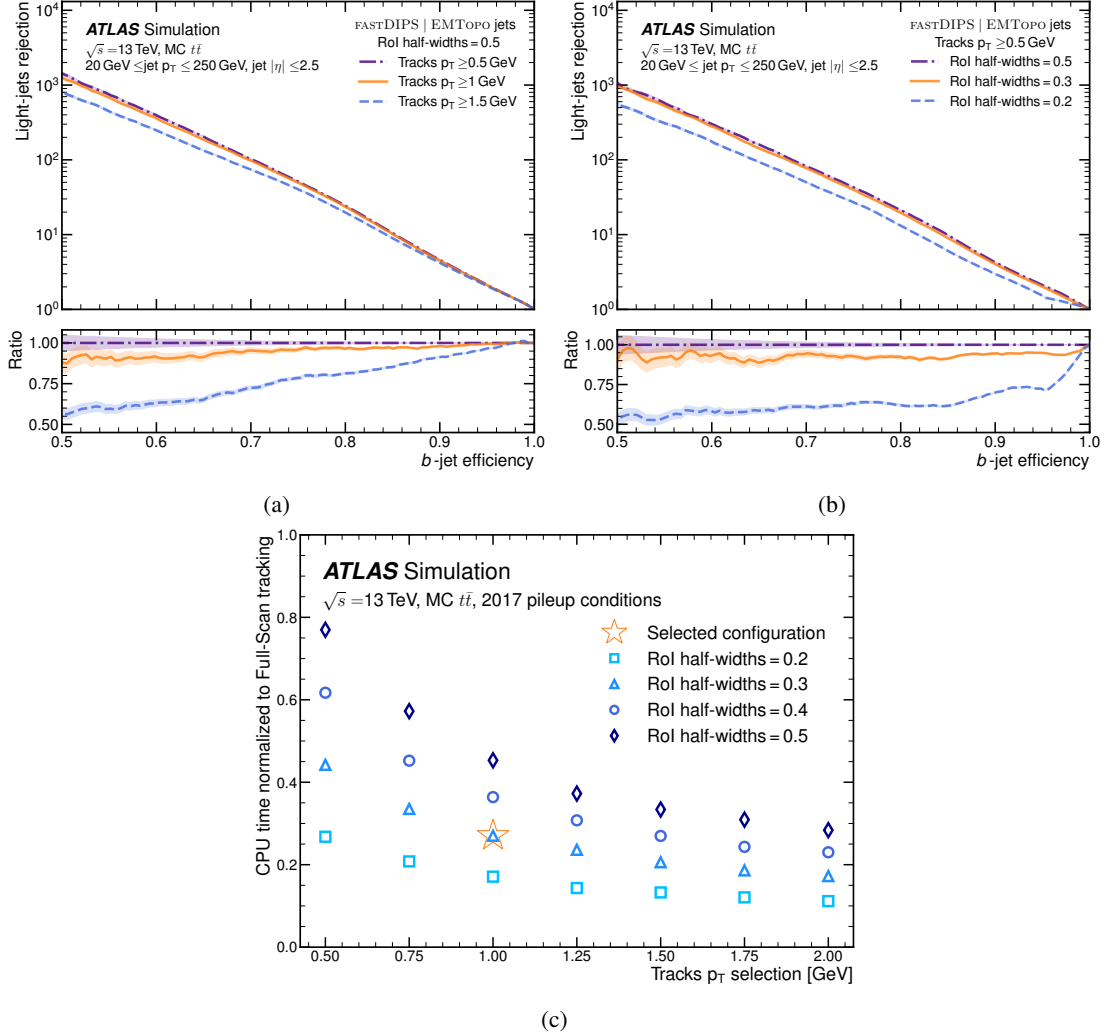 ATLAS Simulation
√s =13 TeV, MC tt̄
20 GeV ≤jet pT ≤ 250 GeV, jet |η| ≤2.5
FASTDIPS | EMTOPO jets
RoI half-widths = 0.5
Tracks pT ≥0.5 GeV
Tracks pT ≥1 GeV
Tracks pT ≥1.5 GeV
Light-jets rejection
10⁴
10³
10²
10¹
10⁰
Ratio
1.00
0.75
0.50
0.5 0.6 0.7 0.8 0.9 1.0
b-jet efficiency
(a)
ATLAS Simulation
√s =13 TeV, MC tt̄
20 GeV ≤ jet pT ≤ 250 GeV, jet |η| ≤2.5
FASTDIPS | EMTOPO jets
Tracks pT ≥0.5 GeV
RoI half-widths = 0.5
RoI half-widths = 0.3
RoI half-widths = 0.2
Light-jets rejection
10⁴
10³
10²
10¹
10⁰
Ratio
1.00
0.75
0.50
0.5 0.6 0.7 0.8 0.9 1.0
b-jet efficiency
(b)
ATLAS Simulation
√s =13 TeV, MC tt̄, 2017 pileup conditions
Selected configuration
RoI half-widths = 0.2
RoI half-widths = 0.3
RoI half-widths = 0.4
RoI half-widths = 0.5
CPU time normalized to Full-Scan tracking
1.0
0.8
0.6
0.4
0.2
0.0
0.50 0.75 1.00 1.25 1.50 1.75 2.00
Tracks pT selection [GeV]
(c)